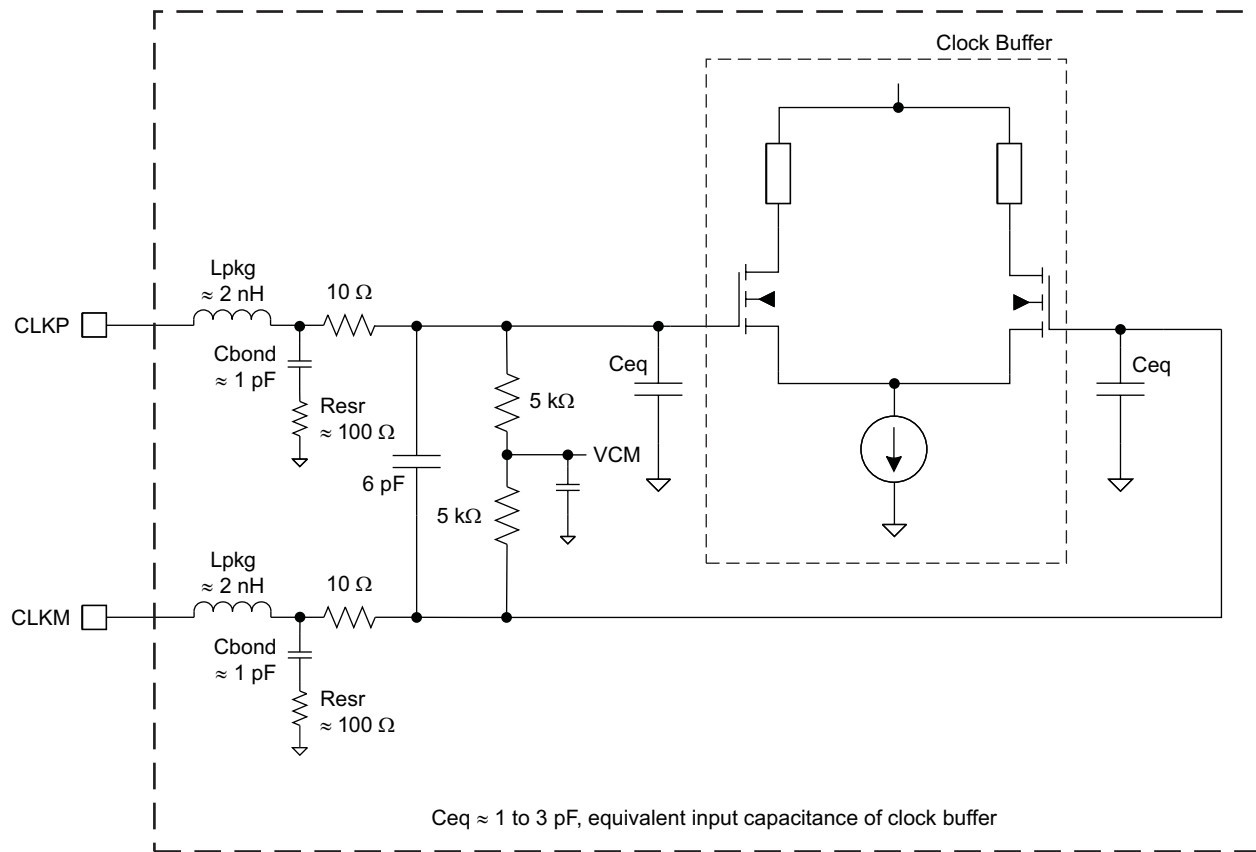 Clock Buffer
Lpkg
≈ 2 nH
10 Ω
CLKP
Cbond
≈ 1 pF
Resr
≈ 100 Ω
6 pF
5 kΩ
VCM
5 kΩ
Ceq
Ceq
Lpkg
≈ 2 nH
10 Ω
CLKM
Cbond
≈ 1 pF
Resr
≈ 100 Ω
Ceq ≈ 1 to 3 pF, equivalent input capacitance of clock buffer